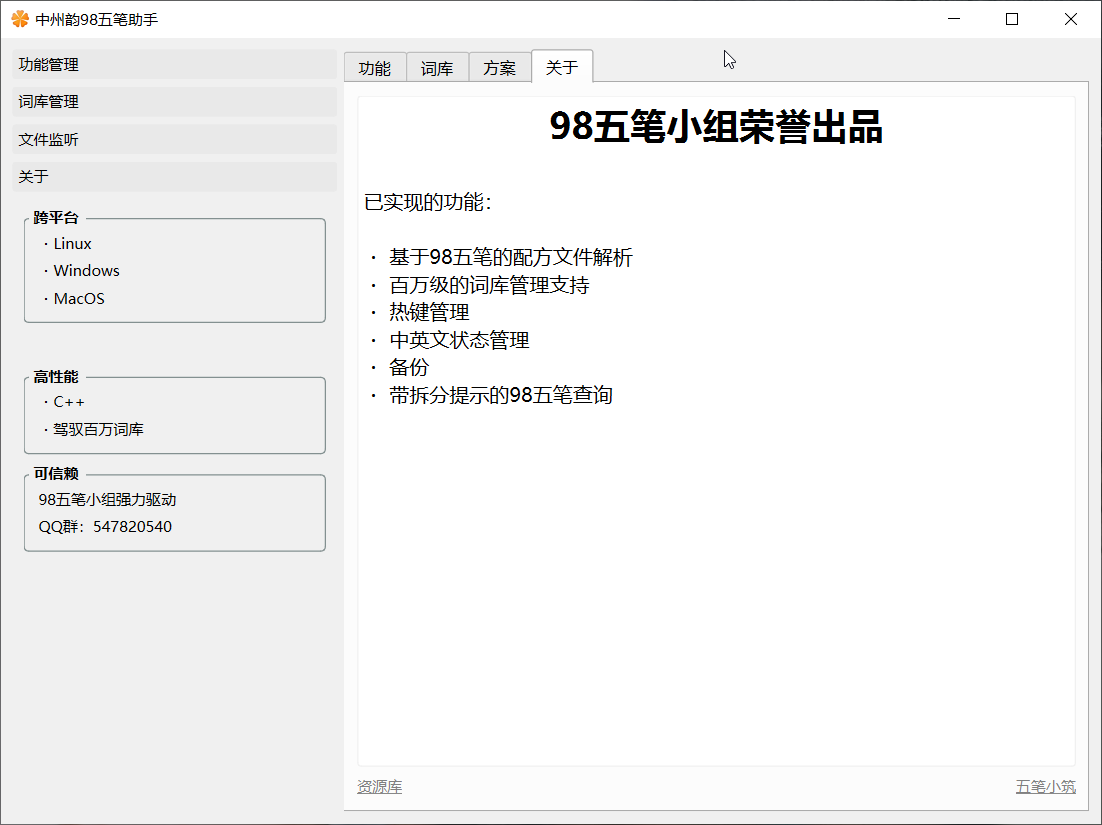 中州韵98五笔助手
功能管理
词库管理
文件监听
关于
跨平台
· Linux
· Windows
· MacOS
高性能
· C++
· 驾驭百万词库
可信赖
98五笔小组强力驱动
QQ群：547820540
功能 词库 方案 关于
98五笔小组荣誉出品
已实现的功能：
· 基于98五笔的配方文件解析
· 百万级的词库管理支持
· 热键管理
· 中英文状态管理
· 备份
· 带拆分提示的98五笔查询
资源库 五笔小筑